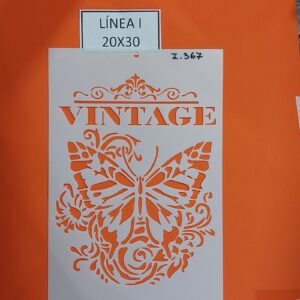 LÍNEA I
20X30
I.367
VINTAGE